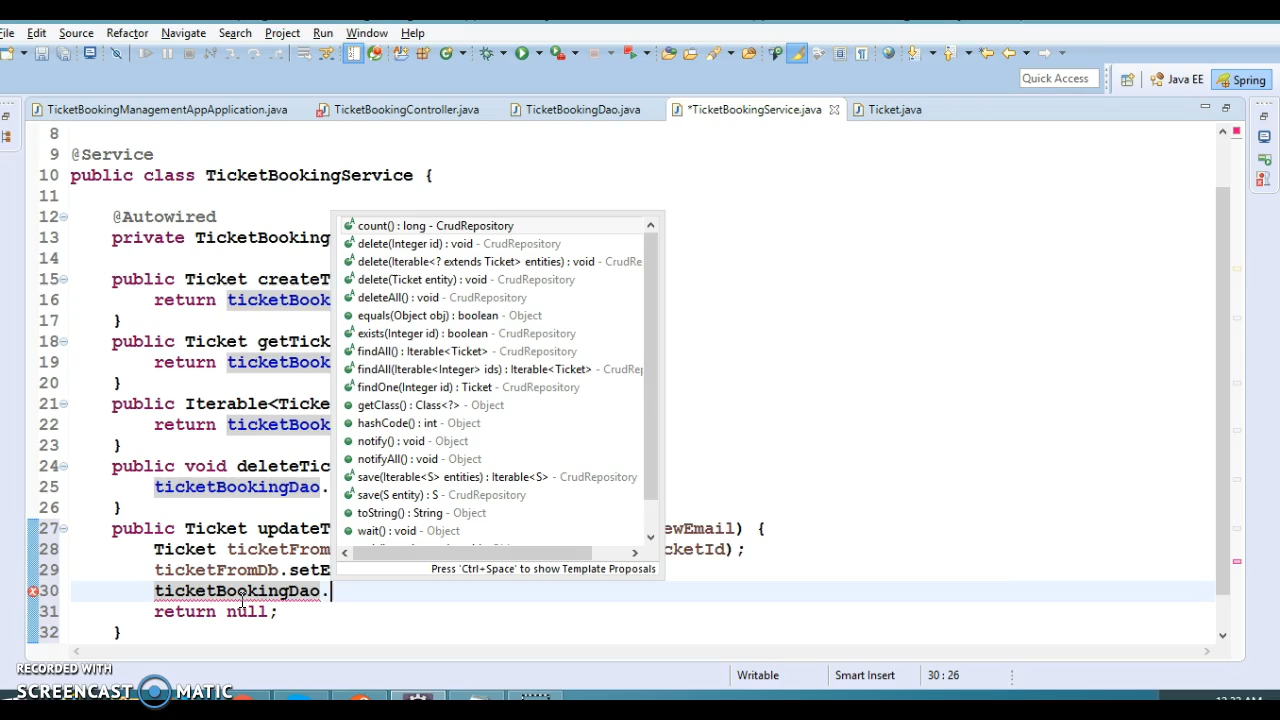 File Edit Source Refactor Navigate Search Project Run Window Help
Quick Access Java EE Spring
TicketBookingManagementAppApplication.java TicketBookingController.java TicketBookingDao.java *TicketBookingService.java Ticket.java
8
9 @Service
10 public class TicketBookingService {
11
12 @Autowired
13 private TicketBooking
14
15 public Ticket createT
16 return ticketBook
17 }
18 public Ticket getTick
19 return ticketBook
20 }
21 public Iterable<Ticke
22 return ticketBook
23 }
24 public void deleteTic
25 ticketBookingDao.
26 }
27 public Ticket updateT ewEmail) {
28 Ticket ticketFrom cketId);
29 ticketFromDb.setE
30 ticketBookingDao.
31 return null;
32 }
count() : long - CrudRepository
delete(Integer id) : void - CrudRepository
delete(Iterable<? extends Ticket> entities) : void - CrudRe
delete(Ticket entity) : void - CrudRepository
deleteAll() : void - CrudRepository
equals(Object obj) : boolean - Object
exists(Integer id) : boolean - CrudRepository
findAll() : Iterable<Ticket> - CrudRepository
findAll(Iterable<Integer> ids) : Iterable<Ticket> - CrudRep
findOne(Integer id) : Ticket - CrudRepository
getClass() : Class<?> - Object
hashCode() : int - Object
notify() : void - Object
notifyAll() : void - Object
save(Iterable<S> entities) : Iterable<S> - CrudRepository
save(S entity) : S - CrudRepository
toString() : String - Object
wait() : void - Object
Press 'Ctrl+Space' to show Template Proposals
Writable Smart Insert 30 : 26
RECORDED WITH
SCREENCAST MATIC